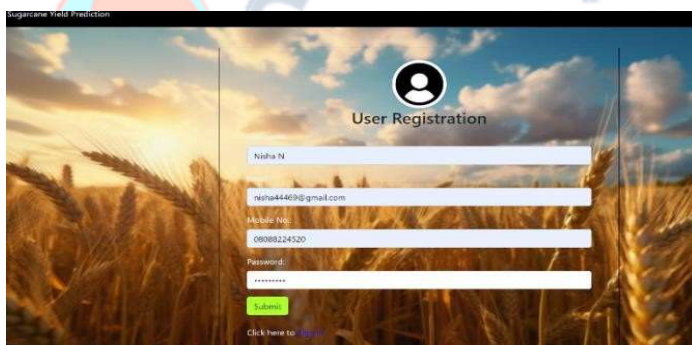 Sugarcane Yield Prediction
User Registration
Nisha N
nisha44469@gmail.com
Mobile No:
08088224520
Password:
•••••••••
Submit
Click here to